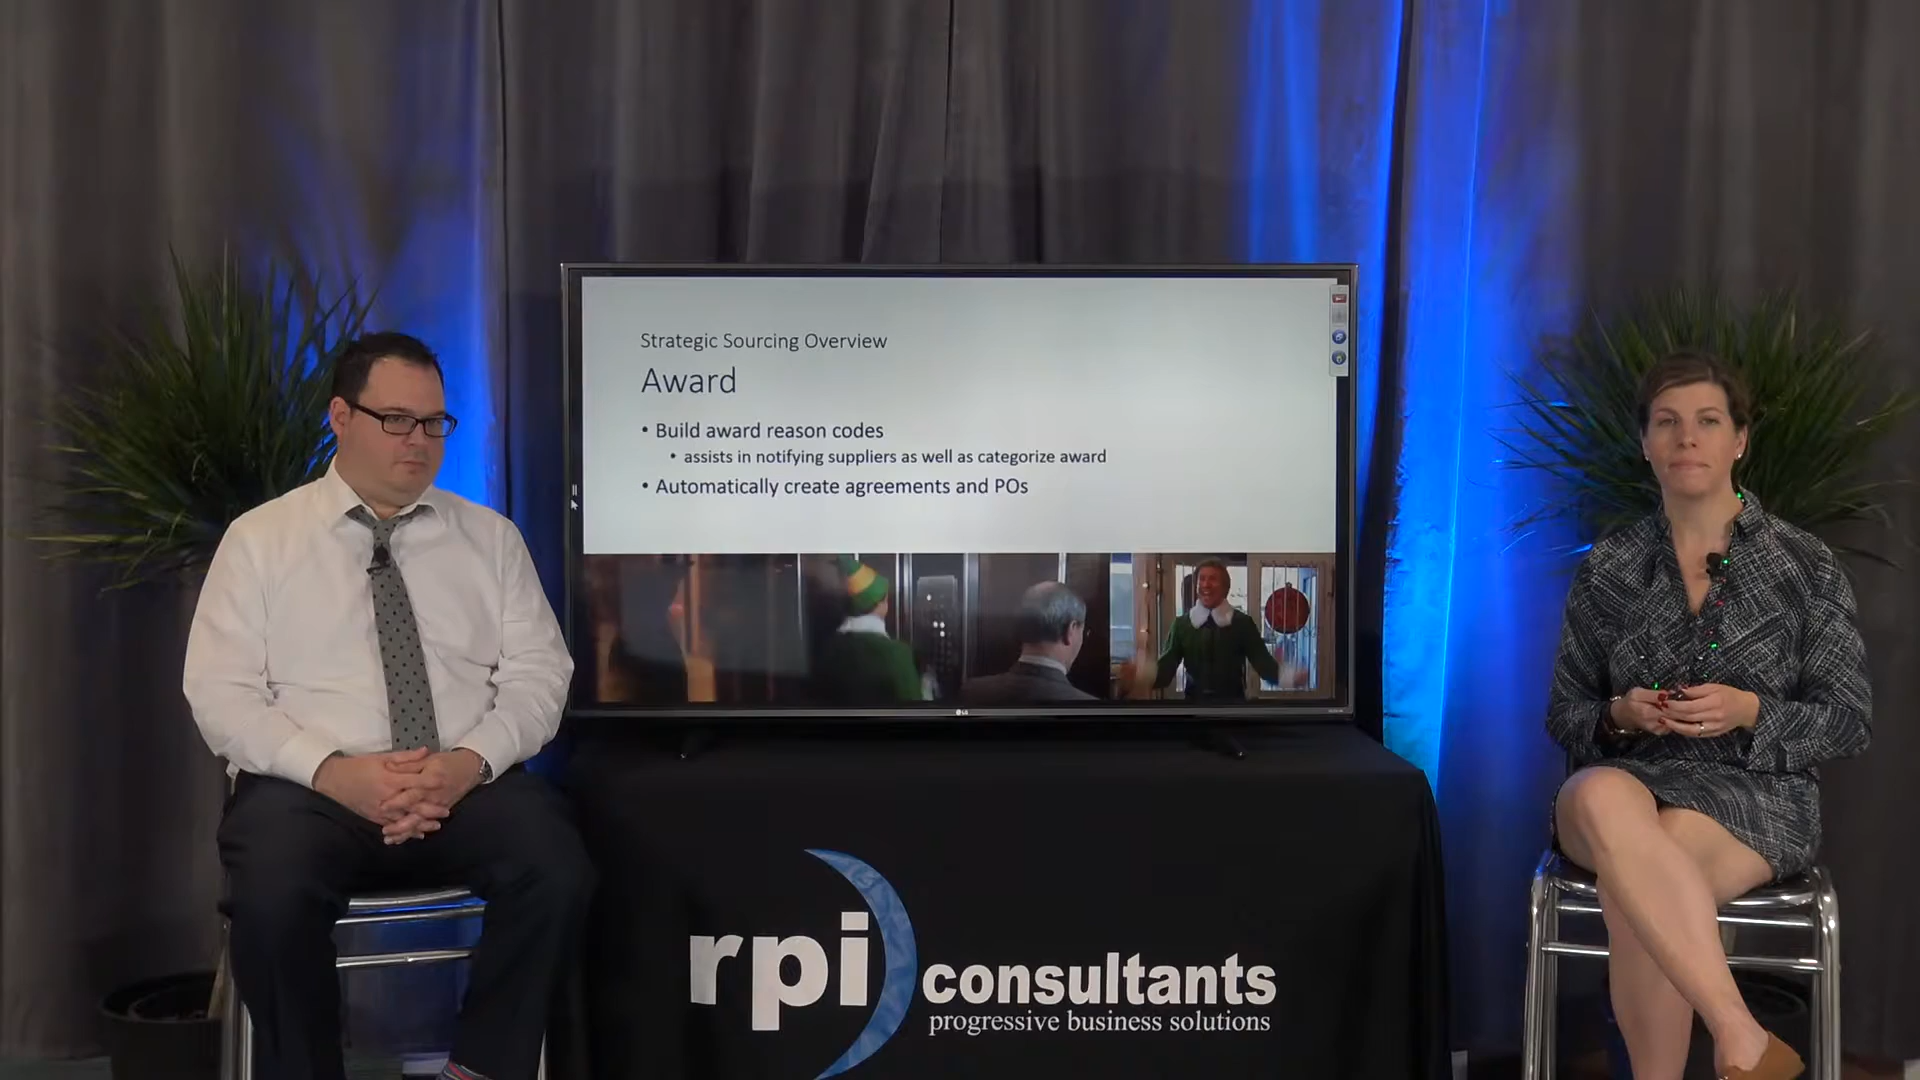 Strategic Sourcing Overview
Award
• Build award reason codes
• assists in notifying suppliers as well as categorize award
• Automatically create agreements and POs
LG
rpi consultants
progressive business solutions